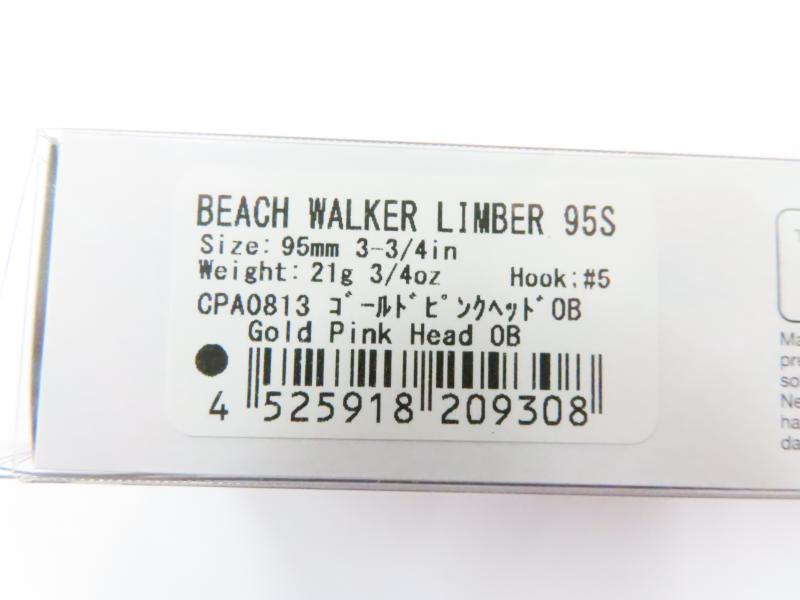 BEACH WALKER LIMBER 95S
Size: 95mm 3-3/4in
Weight: 21g 3/4oz Hook:#5
CPA0813 ｺﾞｰﾙﾄﾞﾋﾟﾝｸﾍｯﾄﾞOB
Gold Pink Head OB
4 525918 209308